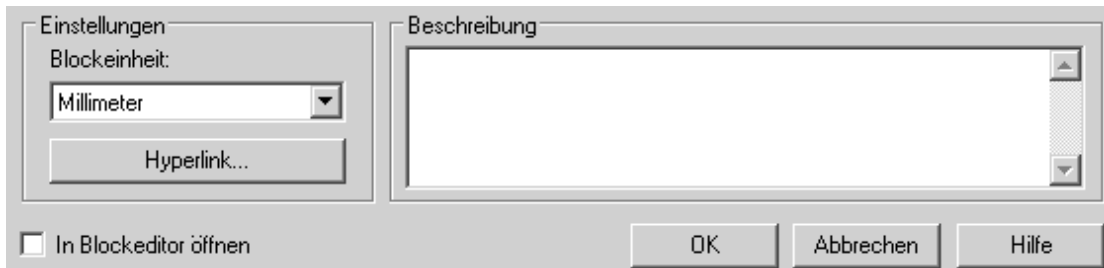 Einstellungen
Blockeinheit:
Millimeter
Hyperlink...
Beschreibung
In Blockeditor öffnen
OK
Abbrechen
Hilfe